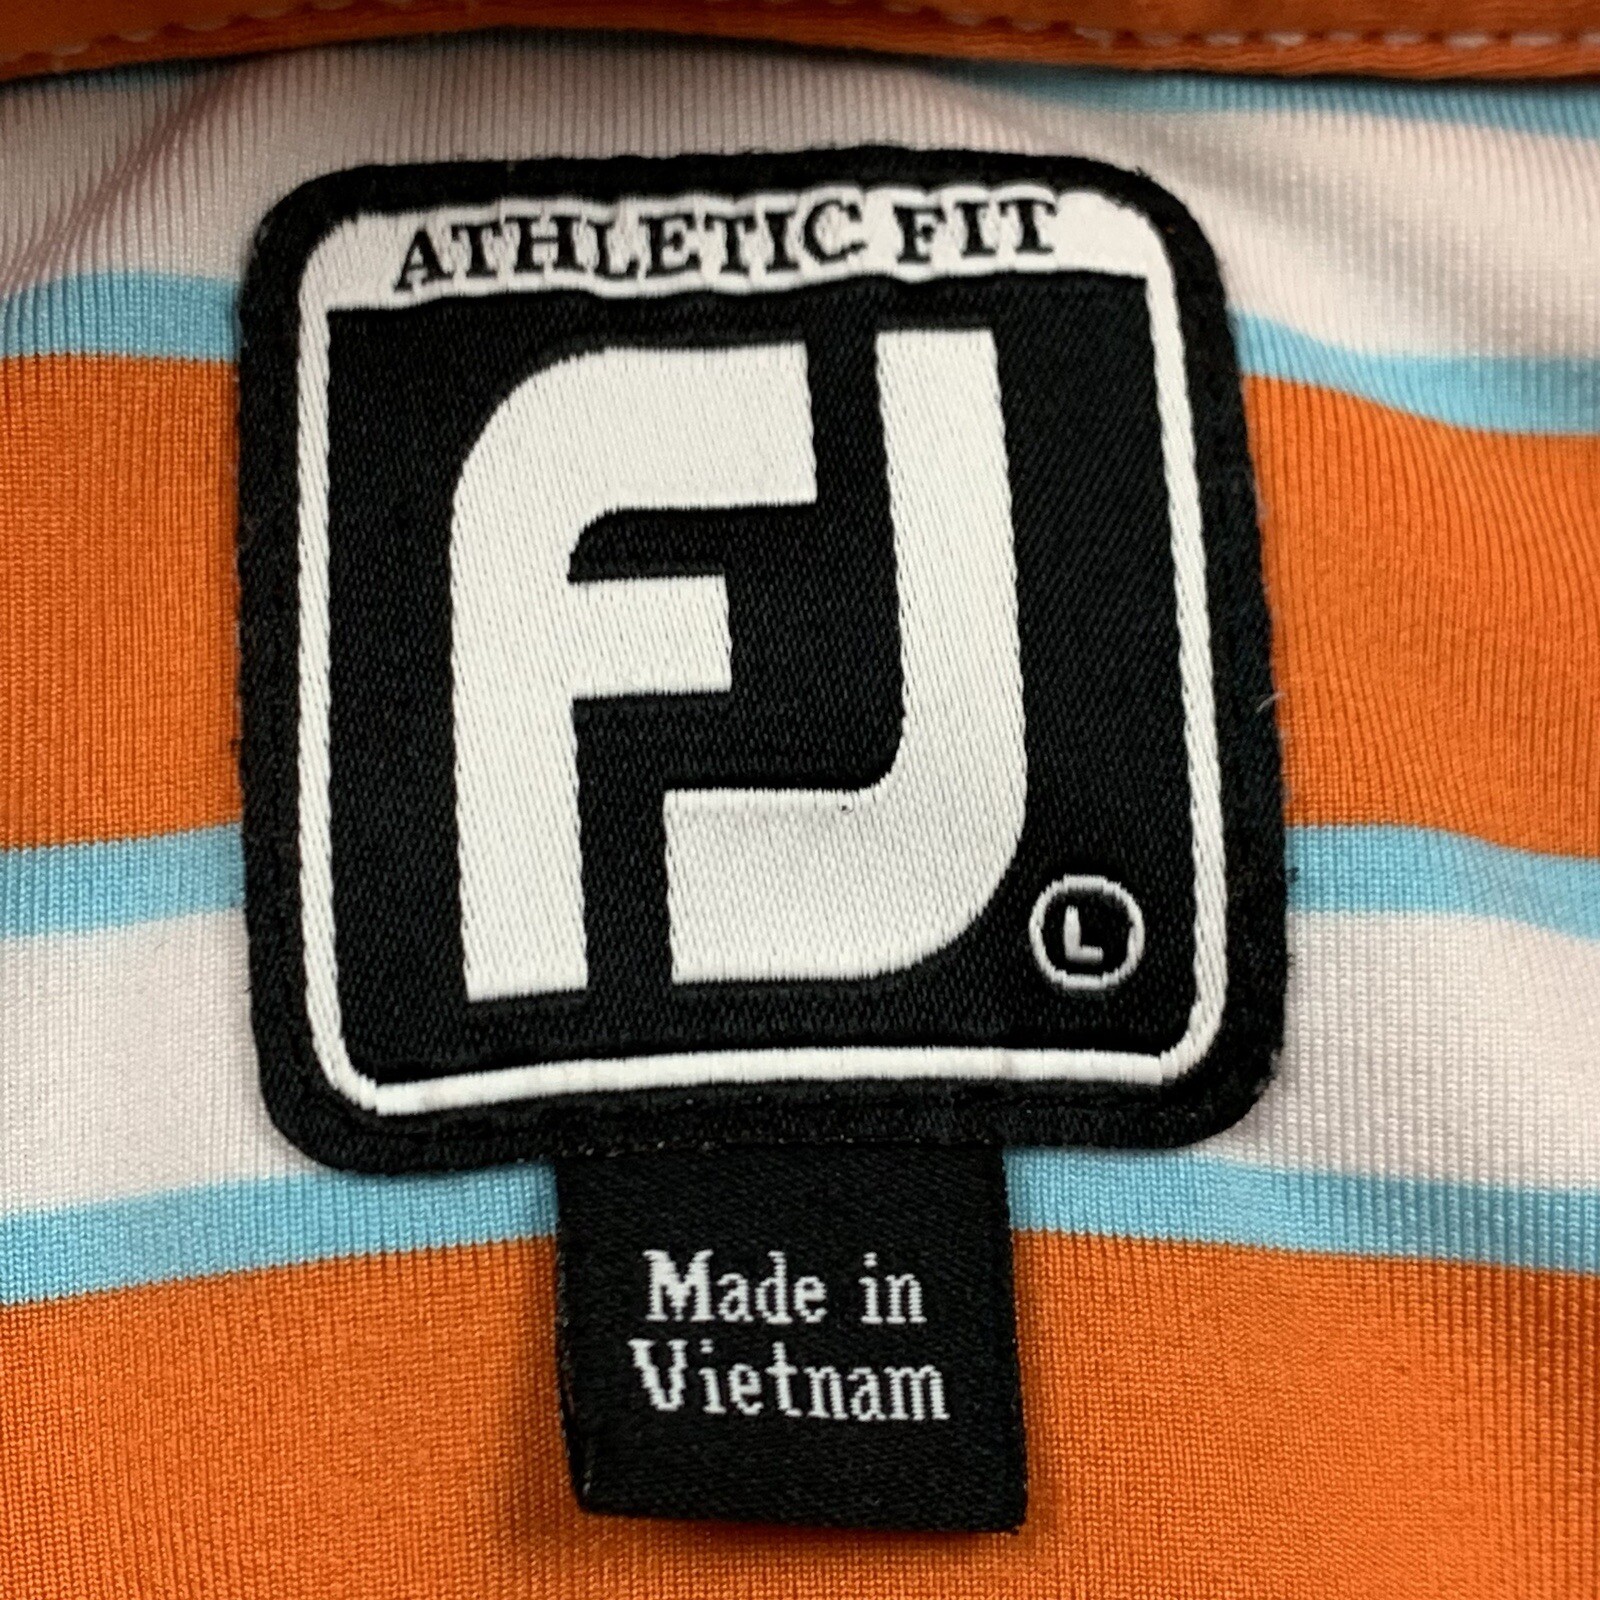 ATHLETIC FIT
FJ
L
Made in
Vietnam